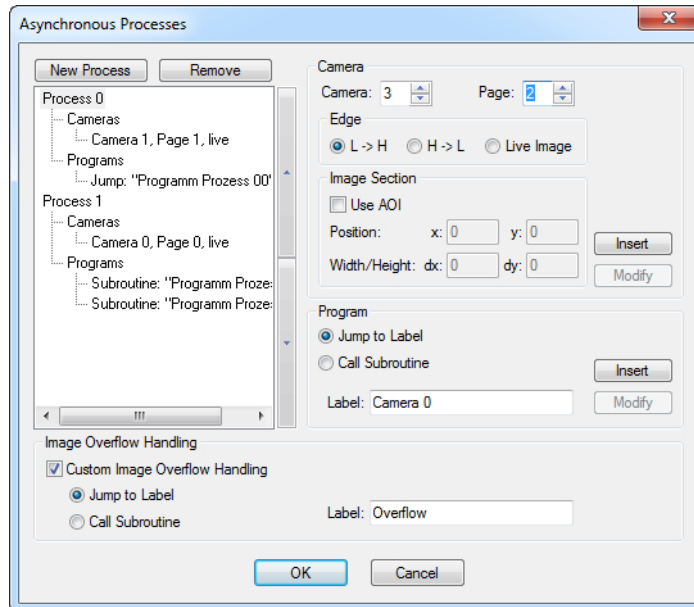 Asynchronous Processes
New Process Remove
Process 0
Cameras
Camera 1, Page 1, live
Programs
Jump: "Programm Prozess 00"
Process 1
Cameras
Camera 0, Page 0, live
Programs
Subroutine: "Programm Proze
Subroutine: "Programm Proze
Camera
Camera: 3 Page: 2
Edge
L -> H H -> L Live Image
Image Section
Use AOI
Position: x: 0 y: 0
Width/Height: dx: 0 dy: 0
Insert
Modify
Program
Jump to Label
Call Subroutine
Label: Camera 0
Insert
Modify
Image Overflow Handling
Custom Image Overflow Handling
Jump to Label
Call Subroutine
Label: Overflow
OK Cancel